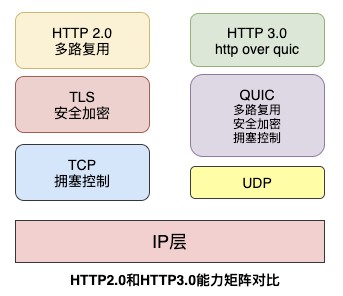 HTTP 2.0
多路复用
TLS
安全加密
TCP
拥塞控制
HTTP 3.0
http over quic
QUIC
多路复用
安全加密
拥塞控制
UDP
IP层
HTTP2.0和HTTP3.0能力矩阵对比